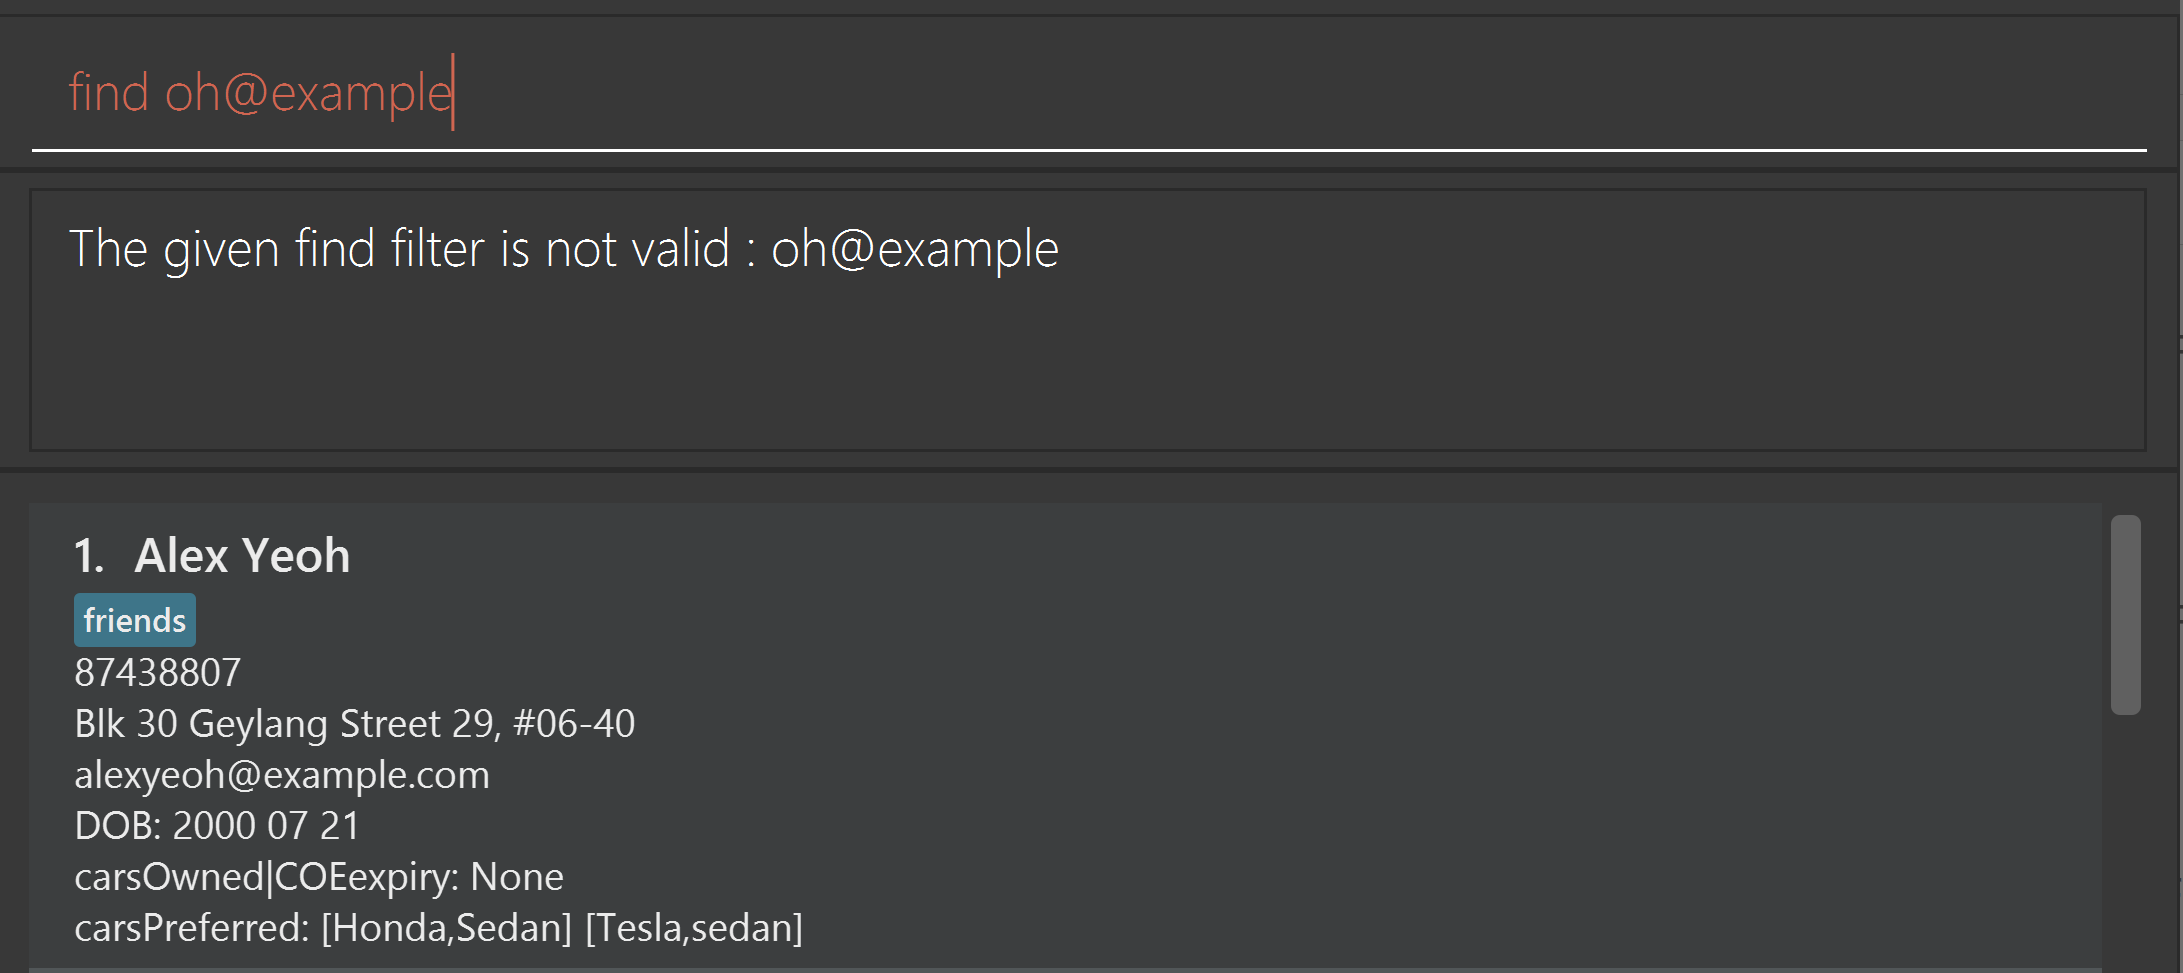 find oh@example
The given find filter is not valid : oh@example
1. Alex Yeoh
friends
87438807
Blk 30 Geylang Street 29, #06-40
alexyeoh@example.com
DOB: 2000 07 21
carsOwned|COEexpiry: None
carsPreferred: [Honda,Sedan] [Tesla,sedan]